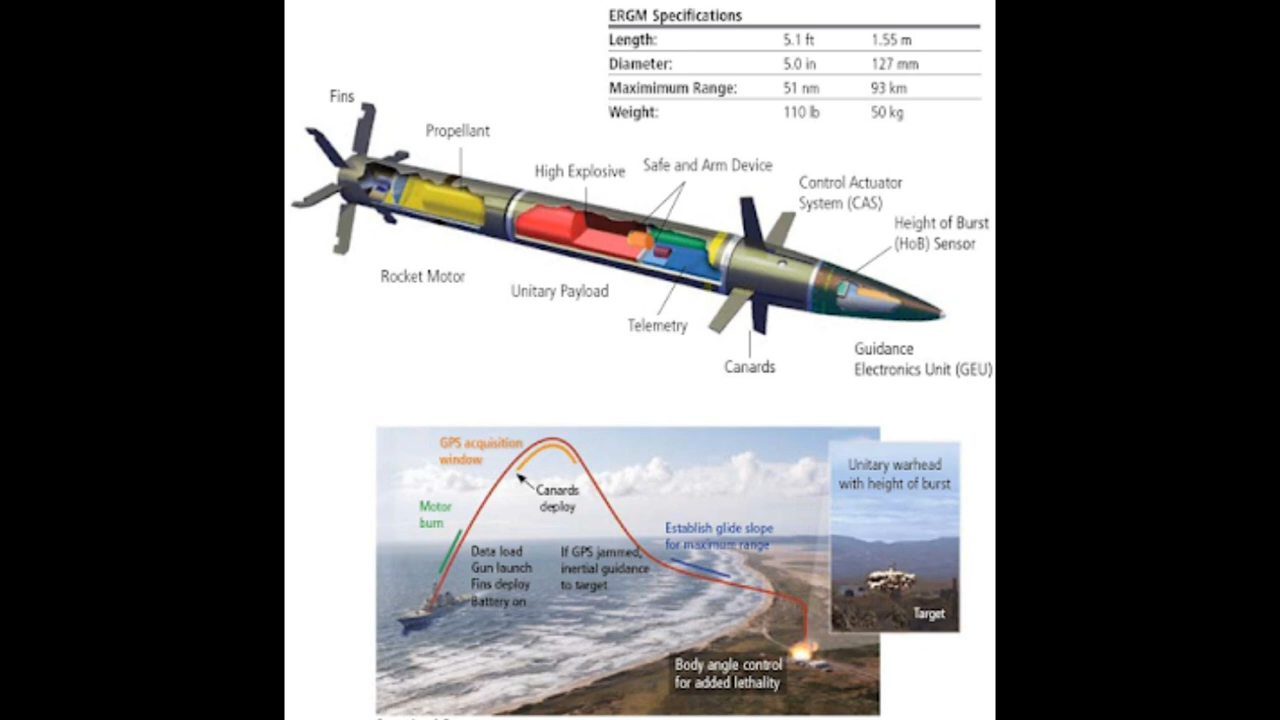 ERGM Specifications
Length: 5.1 ft 1.55 m
Diameter: 5.0 in 127 mm
Maximimum Range: 51 nm 93 km
Weight: 110 lb 50 kg
Fins
Propellant
High Explosive
Safe and Arm Device
Control Actuator
System (CAS)
Height of Burst
(HoB) Sensor
Rocket Motor
Unitary Payload
Telemetry
Canards
Guidance
Electronics Unit (GEU)
GPS acquisition
window
Canards
deploy
Motor
burn
Data load
Gun launch
Fins deploy
Battery on
If GPS jammed,
inertial guidance
to target
Establish glide slope
for maximum range
Body angle control
for added lethality
Unitary warhead
with height of burst
Target